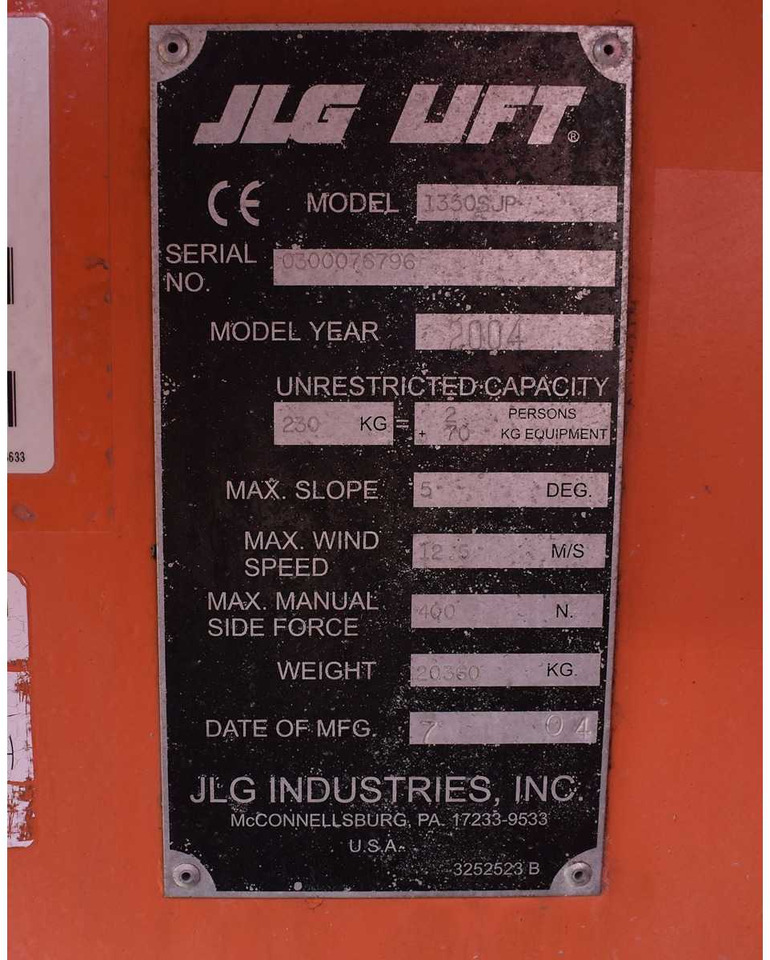 JLG LIFT®
CE MODEL 1350SJP
SERIAL NO. 0300076796
MODEL YEAR 2004
UNRESTRICTED CAPACITY
230 KG = 2 PERSONS
+ 70 KG EQUIPMENT
MAX. SLOPE 5 DEG.
MAX. WIND SPEED 12.5 M/S
MAX. MANUAL SIDE FORCE 400 N.
WEIGHT 20360 KG.
DATE OF MFG. 7 04
JLG INDUSTRIES, INC.
McCONNELLSBURG, PA. 17233-9533
U.S.A.
3252523 B